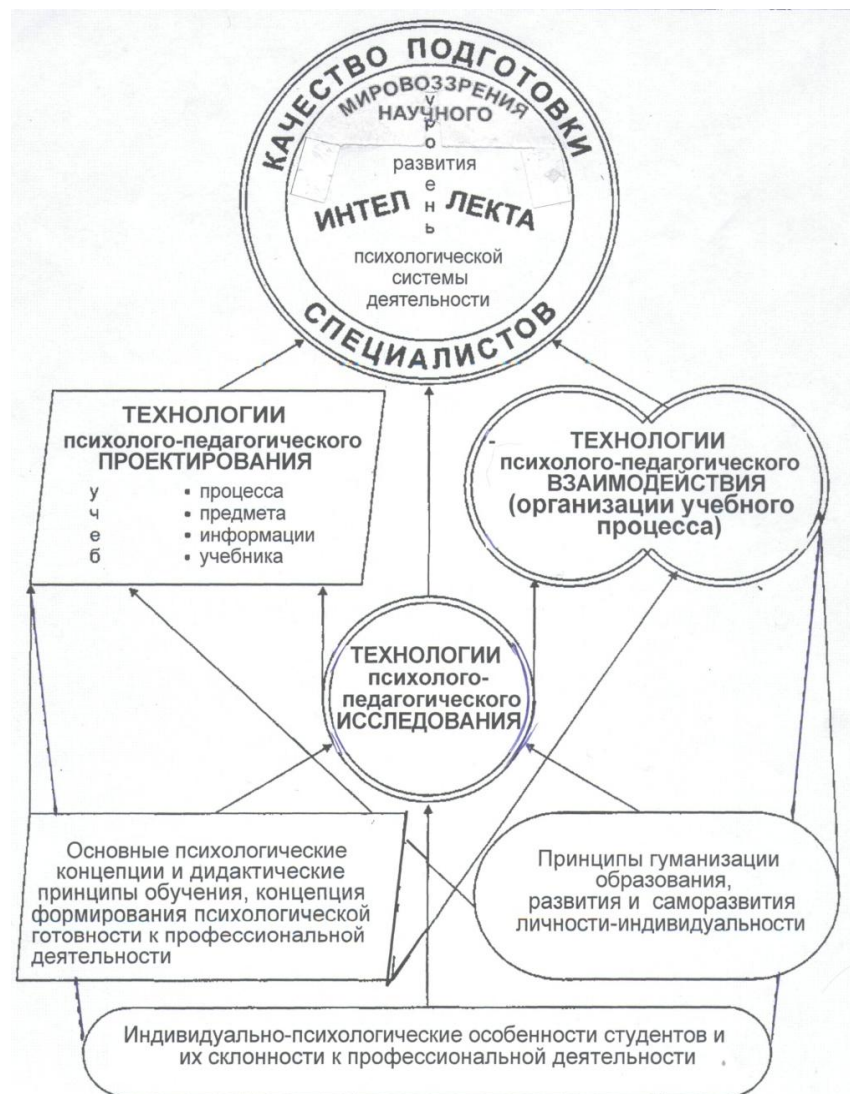 КАЧЕСТВО ПОДГОТОВКИ
МИРОВОЗЗРЕНИЯ
НАУЧНОГО
уровень
развития
ИНТЕЛ ЛЕКТА
психологической
системы
деятельности
СПЕЦИАЛИСТОВ
ТЕХНОЛОГИИ
психолого-педагогического
ПРОЕКТИРОВАНИЯ
у • процесса
ч • предмета
е • информации
б • учебника
ТЕХНОЛОГИИ
психолого-педагогического
ВЗАИМОДЕЙСТВИЯ
(организации учебного
процесса)
ТЕХНОЛОГИИ
психолого-
педагогического
ИССЛЕДОВАНИЯ
Основные психологические
концепции и дидактические
принципы обучения, концепция
формирования психологической
готовности к профессиональной
деятельности
Принципы гуманизации
образования,
развития и саморазвития
личности-индивидуальности
Индивидуально-психологические особенности студентов и
их склонности к профессиональной деятельности